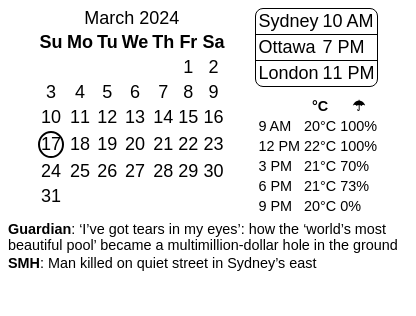 March 2024
Su Mo Tu We Th Fr Sa
1 2
3 4 5 6 7 8 9
10 11 12 13 14 15 16
17 18 19 20 21 22 23
24 25 26 27 28 29 30
31
Sydney 10 AM
Ottawa 7 PM
London 11 PM
°C ☂
9 AM 20°C 100%
12 PM 22°C 100%
3 PM 21°C 70%
6 PM 21°C 73%
9 PM 20°C 0%
Guardian: ‘I’ve got tears in my eyes’: how the ‘world’s most
beautiful pool’ became a multimillion-dollar hole in the ground
SMH: Man killed on quiet street in Sydney’s east